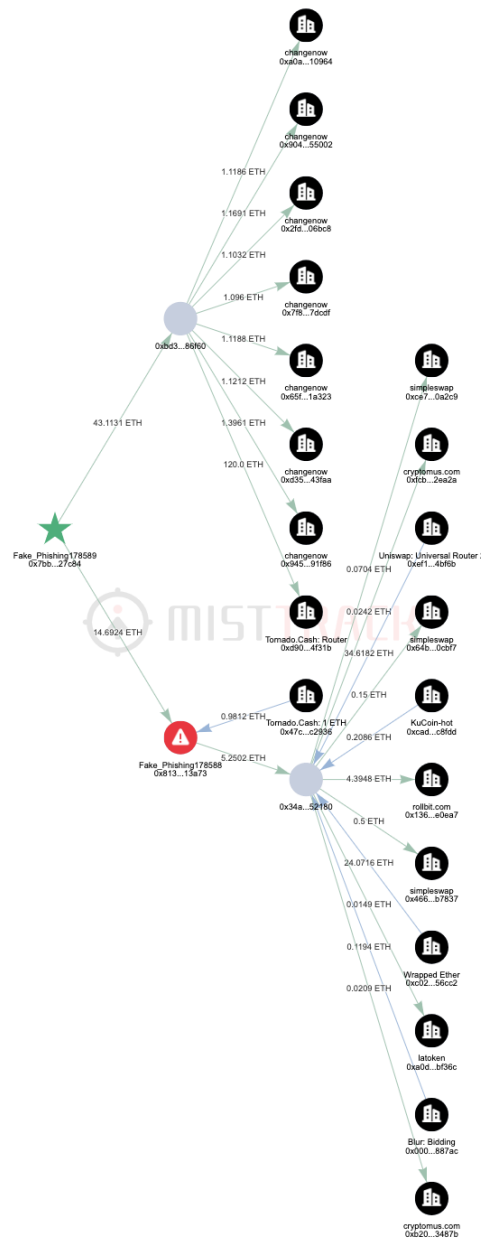 changenow
0xa0a...10964
changenow
0x904...55002
1.1186 ETH
changenow
0x2fd...06bc8
1.1691 ETH
1.1032 ETH
changenow
0x7f8...7dcdf
1.096 ETH
1.1188 ETH
0xbd3...86f60
changenow
0x65f...1a323
simpleswap
0xce7...0a2c9
1.1212 ETH
43.1131 ETH
1.3961 ETH
changenow
0xd35...43faa
cryptomus.com
0xfcb...2ea2a
120.0 ETH
Fake_Phishing178589
0x7bb...27c84
changenow
0x945...91f86
Uniswap: Universal Router
0xef1...4bf6b
0.0704 ETH
0.0242 ETH
MISTTRACK
14.6924 ETH
Tornado.Cash: Router
0xd90...4f31b
34.6182 ETH
simpleswap
0x64b...0cbf7
0.15 ETH
0.9812 ETH
Tornado.Cash: 1 ETH
0x47c...c2936
KuCoin-hot
0xcad...c8fdd
0.2086 ETH
5.2502 ETH
Fake_Phishing178588
0x813...13a73
4.3948 ETH
0x34a...52180
rollbit.com
0x136...e0ea7
0.5 ETH
24.0716 ETH
simpleswap
0x466...b7837
0.0149 ETH
0.1194 ETH
Wrapped Ether
0xc02...56cc2
0.0209 ETH
latoken
0xa0d...bf36c
Blur: Bidding
0x000...887ac
cryptomus.com
0xb20...3487b